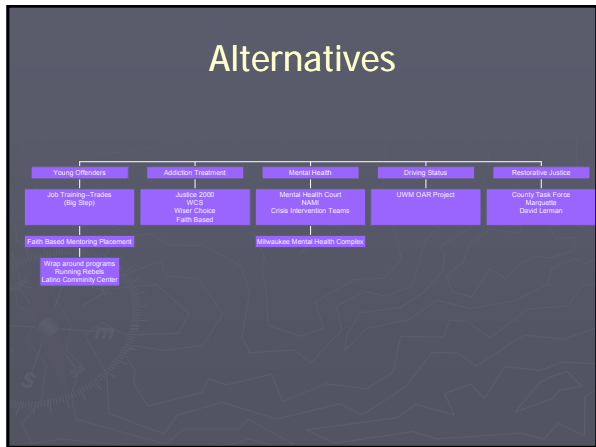 Alternatives
Young Offenders
Job Training--Trades
(Big Step)
Faith Based Mentoring Placement
Wrap around programs
Running Rebels
Latino Comminity Center
Addiction Treatment
Justice 2000
WCS
Wiser Choice
Faith Based
Mental Health
Mental Health Court
NAMI
Crisis Intervention Teams
Milwaukee Mental Health Complex
Driving Status
UWM OAR Project
Restorative Justice
County Task Force
Marquette
David Lerman